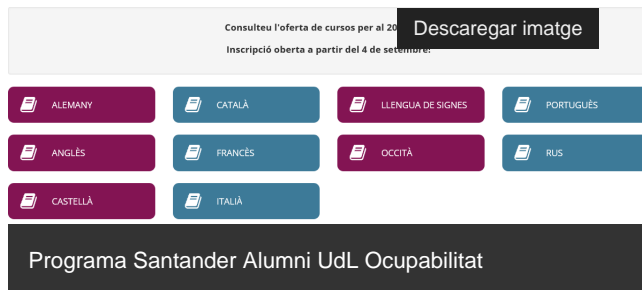 Consulteu l'oferta de cursos per al 20
Descaregar imatge
Inscripció oberta a partir del 4 de setembre!
ALEMANY
CATALÀ
LLENGUA DE SIGNES
PORTUGUÈS
ANGLÈS
FRANCÈS
OCCITÀ
RUS
CASTELLÀ
ITALIÀ
Programa Santander Alumni UdL Ocupabilitat